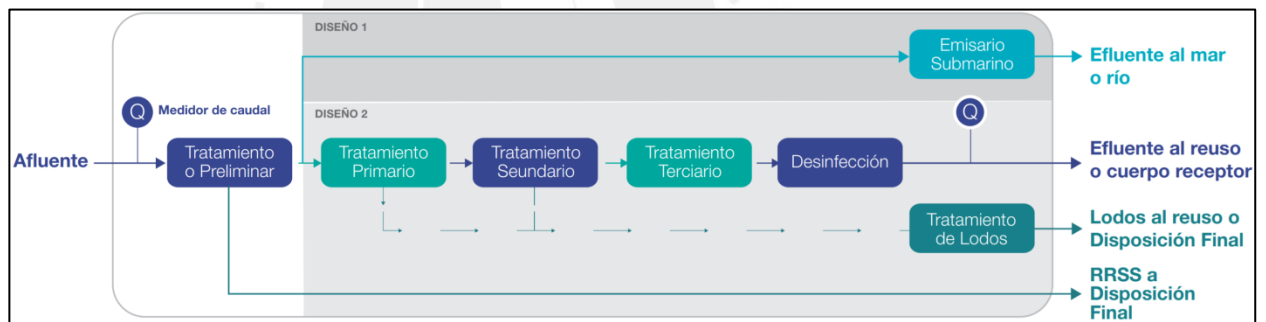 DISEÑO 1
Emisario
Submarino
Efluente al mar
o río
Q
Medidor de caudal
DISEÑO 2
Q
Afluente
Tratamiento
o Preliminar
Tratamiento
Primario
Tratamiento
Seundario
Tratamiento
Terciario
Desinfección
Efluente al reuso
o cuerpo receptor
Tratamiento
de Lodos
Lodos al reuso o
Disposición Final
RRSS a
Disposición
Final